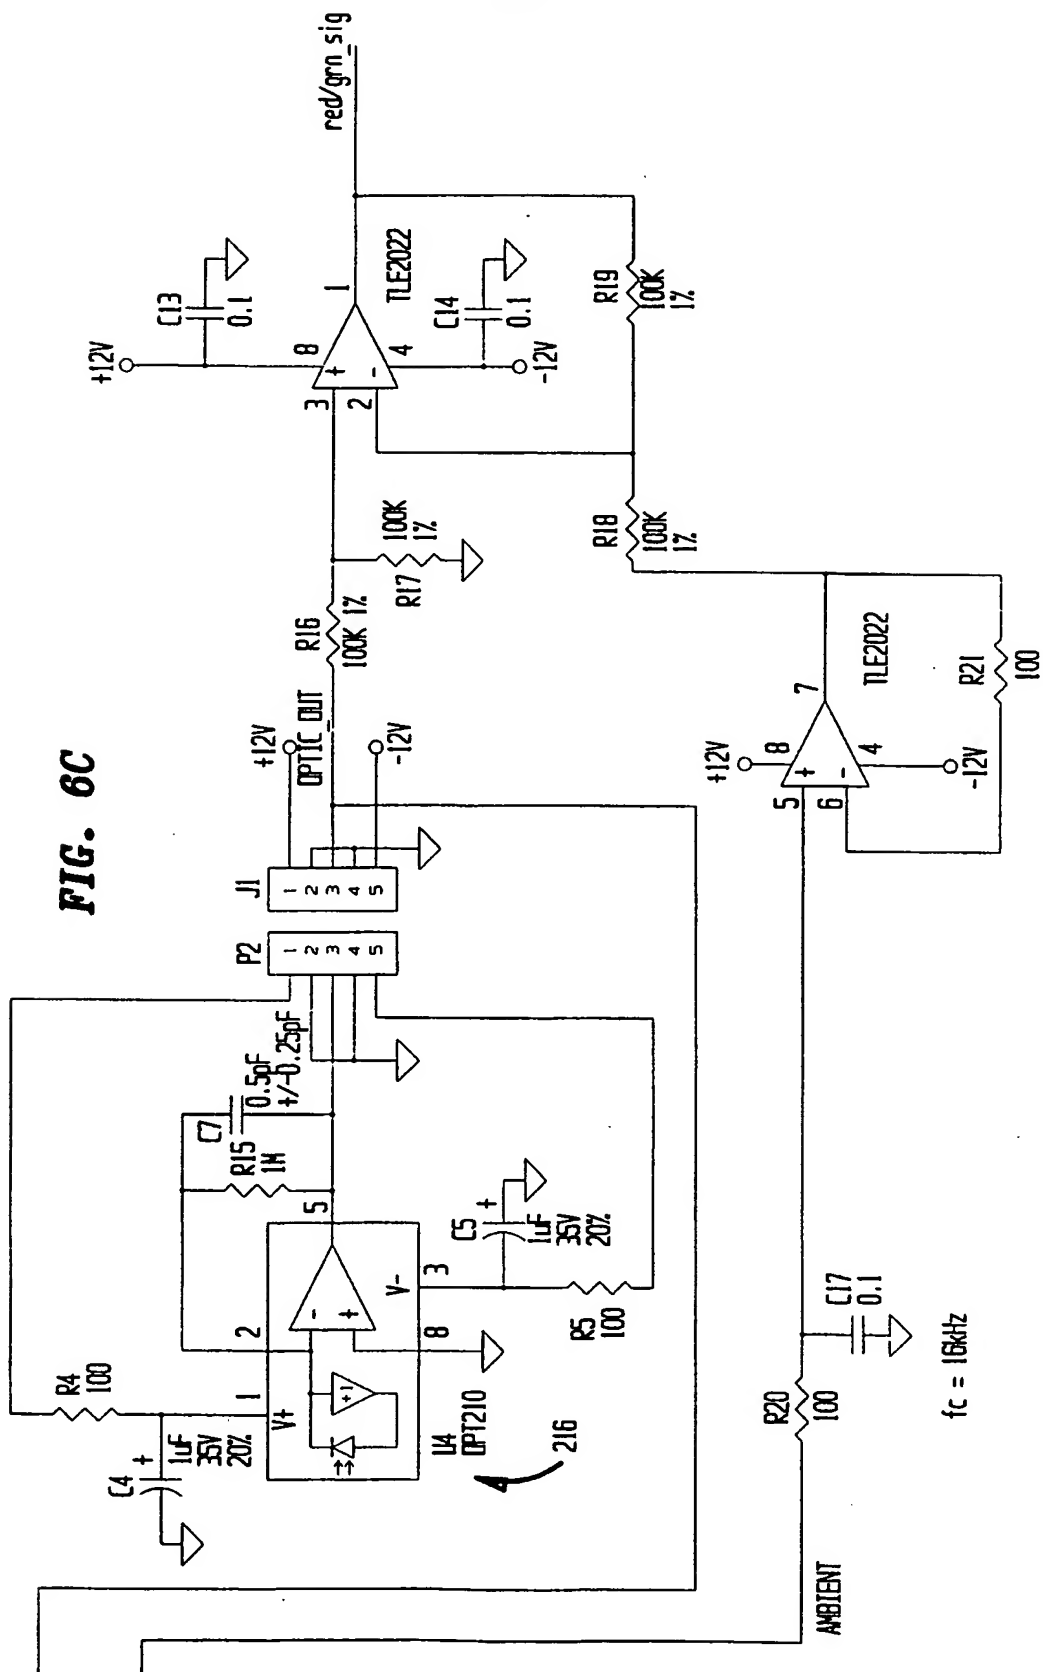 FIG. 6C
R4
100
C4
+
1uF
35V
20%
1
V+
2
-
+
+1
U4
OPT210
216
8
V-
3
5
R15
1M
C7
0.5pF
+/-0.25pF
C5
+
1uF
35V
20%
R5
100
P2
1
2
3
4
5
J1
1
2
3
4
5
+12V
OPTIC_OUT
-12V
R16
100K 1%
100K
1%
R17
3
2
+
-
8
4
1
+12V
C13
0.1
TLE2022
C14
0.1
-12V
red/grn_sig
R19
100K
1%
R18
100K
1%
AMBIENT
R20
100
C17
0.1
fc = 16kHz
5
6
+
-
+12V
8
4
-12V
7
TLE2022
R21
100